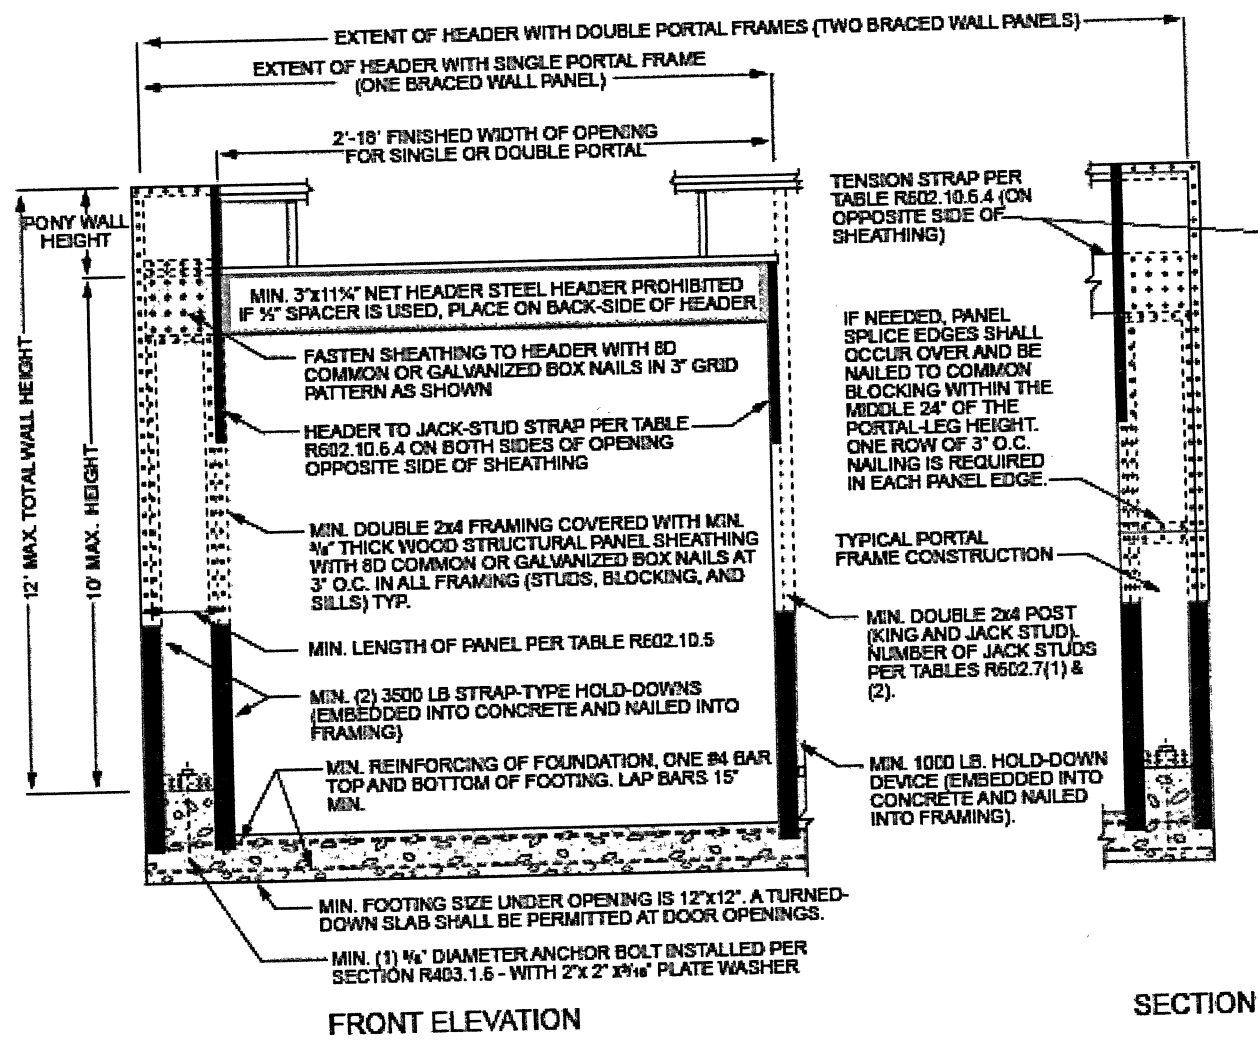 EXTENT OF HEADER WITH DOUBLE PORTAL FRAMES (TWO BRACED WALL PANELS)
EXTENT OF HEADER WITH SINGLE PORTAL FRAME
(ONE BRACED WALL PANEL)
2'-18' FINISHED WIDTH OF OPENING
FOR SINGLE OR DOUBLE PORTAL
PONY WALL
HEIGHT
12' MAX. TOTAL WALL HEIGHT
10' MAX. HEIGHT
MIN. 3"x11¼" NET HEADER STEEL HEADER PROHIBITED
IF ½" SPACER IS USED, PLACE ON BACK-SIDE OF HEADER
FASTEN SHEATHING TO HEADER WITH 8D
COMMON OR GALVANIZED BOX NAILS IN 3" GRID
PATTERN AS SHOWN
HEADER TO JACK-STUD STRAP PER TABLE
R602.10.6.4 ON BOTH SIDES OF OPENING
OPPOSITE SIDE OF SHEATHING
MIN. DOUBLE 2x4 FRAMING COVERED WITH MIN.
⅜" THICK WOOD STRUCTURAL PANEL SHEATHING
WITH 8D COMMON OR GALVANIZED BOX NAILS AT
3" O.C. IN ALL FRAMING (STUDS, BLOCKING, AND
SILLS) TYP.
MIN. LENGTH OF PANEL PER TABLE R602.10.5
MIN. (2) 3500 LB STRAP-TYPE HOLD-DOWNS
(EMBEDDED INTO CONCRETE AND NAILED INTO
FRAMING)
MIN. REINFORCING OF FOUNDATION, ONE #4 BAR
TOP AND BOTTOM OF FOOTING. LAP BARS 15"
MIN.
MIN. FOOTING SIZE UNDER OPENING IS 12"x12". A TURNED-
DOWN SLAB SHALL BE PERMITTED AT DOOR OPENINGS.
MIN. (1) ⅝" DIAMETER ANCHOR BOLT INSTALLED PER
SECTION R403.1.6 - WITH 2"x 2" x3/16" PLATE WASHER
FRONT ELEVATION
TENSION STRAP PER
TABLE R602.10.6.4 (ON
OPPOSITE SIDE OF
SHEATHING)
IF NEEDED, PANEL
SPLICE EDGES SHALL
OCCUR OVER AND BE
NAILED TO COMMON
BLOCKING WITHIN THE
MIDDLE 24" OF THE
PORTAL-LEG HEIGHT.
ONE ROW OF 3" O.C.
NAILING IS REQUIRED
IN EACH PANEL EDGE.
TYPICAL PORTAL
FRAME CONSTRUCTION
MIN. DOUBLE 2x4 POST
(KING AND JACK STUD).
NUMBER OF JACK STUDS
PER TABLES R602.7(1) &
(2).
MIN. 1000 LB. HOLD-DOWN
DEVICE (EMBEDDED INTO
CONCRETE AND NAILED
INTO FRAMING).
SECTION